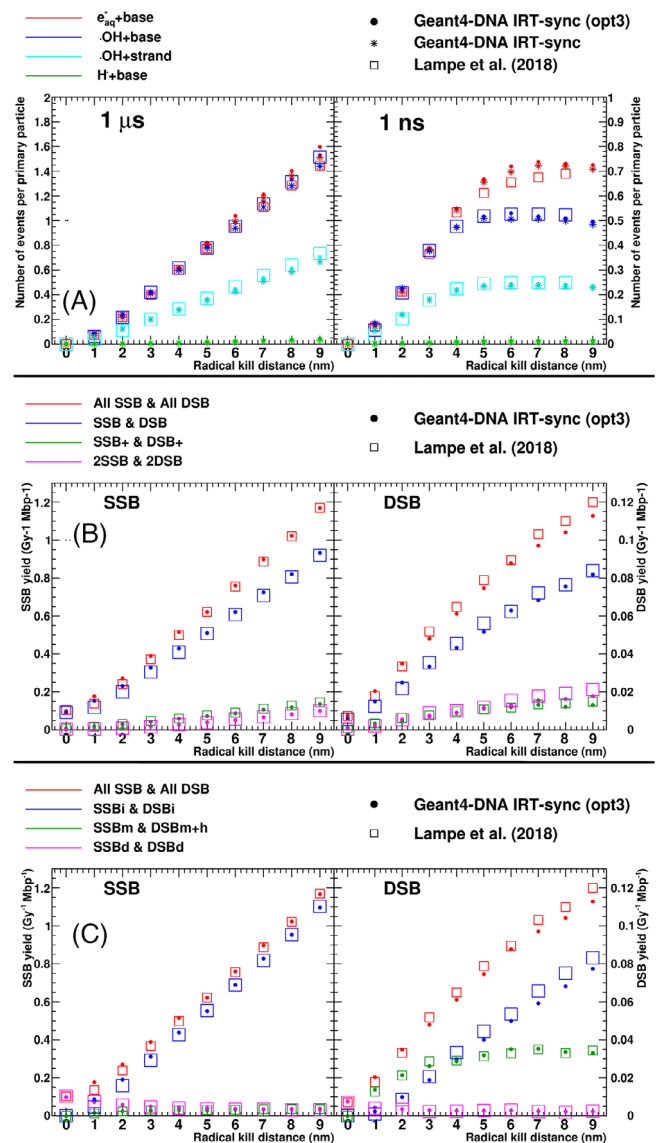 e⁻aq+base
·OH+base
·OH+strand
H·+base
Geant4-DNA IRT-sync (opt3)
Geant4-DNA IRT-sync
Lampe et al. (2018)
Number of events per primary particle
2
1.8
1.6
1.4
1.2
1
0.8
0.6
0.4
0.2
0
1 μs
(A)
0 1 2 3 4 5 6 7 8 9
Radical kill distance (nm)
1 ns
0 1 2 3 4 5 6 7 8 9
Radical kill distance (nm)
1
0.9
0.8
0.7
0.6
0.5
0.4
0.3
0.2
0.1
0
Number of events per primary particle
All SSB & All DSB
SSB & DSB
SSB+ & DSB+
2SSB & 2DSB
Geant4-DNA IRT-sync (opt3)
Lampe et al. (2018)
SSB yield (Gy-1 Mbp-1)
1.2
1
0.8
0.6
0.4
0.2
0
SSB
(B)
0 1 2 3 4 5 6 7 8 9
Radical kill distance (nm)
DSB
0 1 2 3 4 5 6 7 8 9
Radical kill distance (nm)
0.12
0.1
0.08
0.06
0.04
0.02
0
DSB yield (Gy-1 Mbp-1)
All SSB & All DSB
SSBi & DSBi
SSBm & DSBm+h
SSBd & DSBd
Geant4-DNA IRT-sync (opt3)
Lampe et al. (2018)
SSB yield (Gy⁻¹ Mbp⁻¹)
1.2
1
0.8
0.6
0.4
0.2
0
SSB
(C)
0 1 2 3 4 5 6 7 8 9
Radical kill distance (nm)
DSB
0 1 2 3 4 5 6 7 8 9
Radical kill distance (nm)
0.12
0.1
0.08
0.06
0.04
0.02
0
DSB yield (Gy⁻¹ Mbp⁻¹)